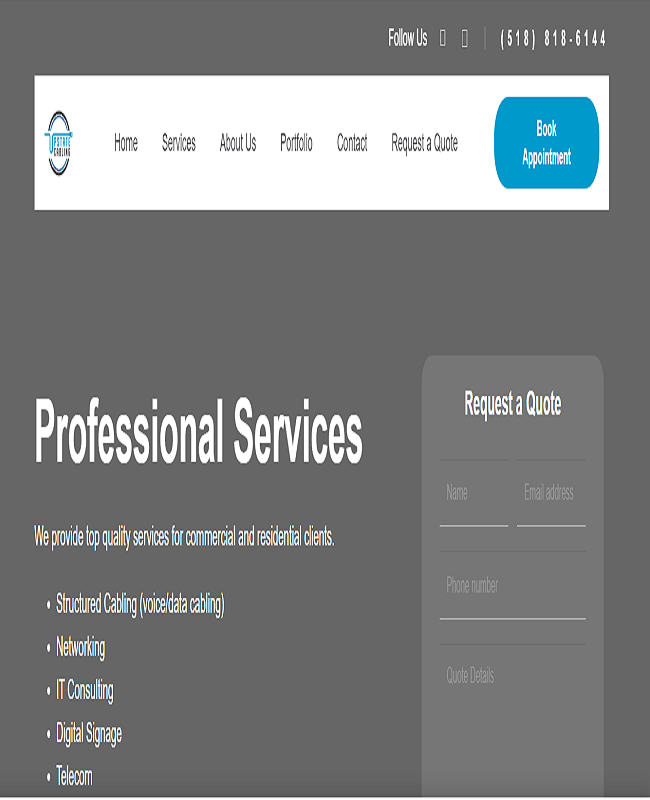 Follow Us
(518) 818-6144
UPSTATE
CABLING
Home Services About Us Portfolio Contact Request a Quote
Book
Appointment
Request a Quote
Professional Services
Name Email address
We provide top quality services for commercial and residential clients.
Phone number
• Structured Cabling (voice/data cabling)
• Networking
• IT Consulting
Quote Details
• Digital Signage
• Telecom